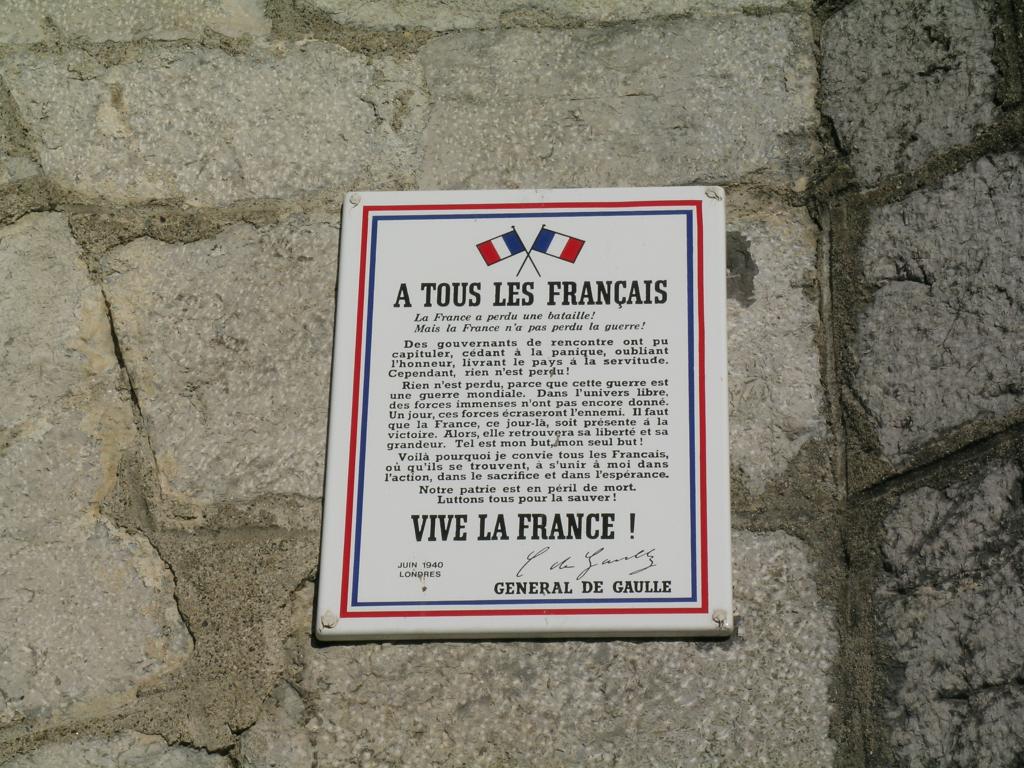 A TOUS LES FRANÇAIS
La France a perdu une bataille!
Mais la France n'a pas perdu la guerre!
Des gouvernants de rencontre ont pu
capituler, cédant à la panique, oubliant
l'honneur, livrant le pays à la servitude.
Cependant, rien n'est perdu!
Rien n'est perdu, parce que cette guerre est
une guerre mondiale. Dans l'univers libre,
des forces immenses n'ont pas encore donné.
Un jour, ces forces écraseront l'ennemi. Il faut
que la France, ce jour-là, soit présente à la
victoire. Alors, elle retrouvera sa liberté et sa
grandeur. Tel est mon but, mon seul but!
Voilà pourquoi je convie tous les Francais,
où qu'ils se trouvent, à s'unir à moi dans
l'action, dans le sacrifice et dans l'espérance.
Notre patrie est en péril de mort.
Luttons tous pour la sauver!
VIVE LA FRANCE !
C de Gaulle
JUIN 1940
LONDRES
GENERAL DE GAULLE